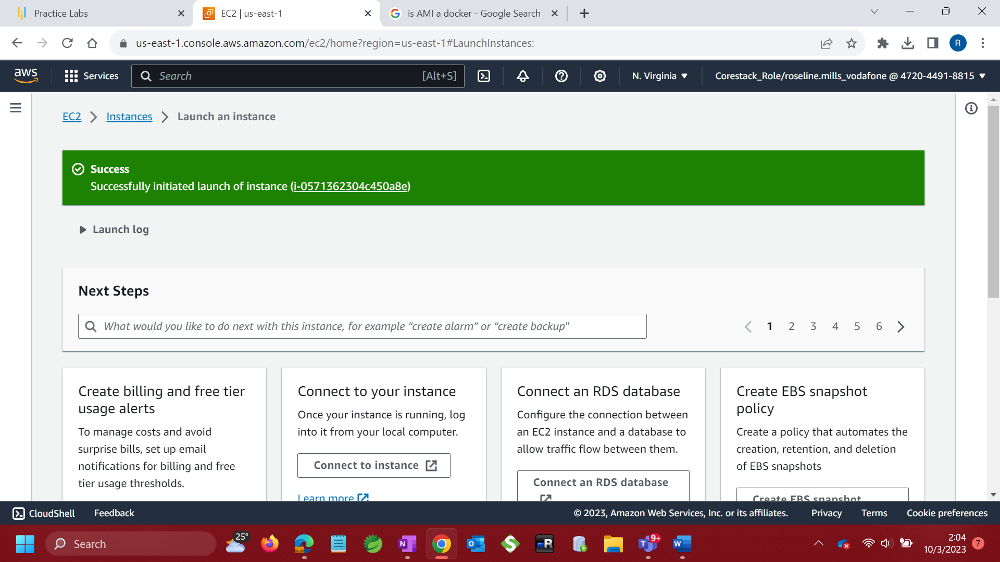 Practice Labs
EC2 | us-east-1
is AMI a docker - Google Search
us-east-1.console.aws.amazon.com/ec2/home?region=us-east-1#LaunchInstances:
R
aws
Services
Search
[Alt+S]
N. Virginia
Corestack_Role/roseline.mills_vodafone @ 4720-4491-8815
EC2
Instances
Launch an instance
Success
Successfully initiated launch of instance (i-0571362304c450a8e)
Launch log
Next Steps
What would you like to do next with this instance, for example “create alarm” or “create backup"
1 2 3 4 5 6
Create billing and free tier
usage alerts
To manage costs and avoid
surprise bills, set up email
notifications for billing and free
tier usage thresholds.
Connect to your instance
Once your instance is running, log
into it from your local computer.
Connect to instance
Learn more
Connect an RDS database
Configure the connection between
an EC2 instance and a database to
allow traffic flow between them.
Connect an RDS database
Create EBS snapshot
policy
Create a policy that automates the
creation, retention, and deletion
of EBS snapshots
Create EBS snapshot
CloudShell
Feedback
© 2023, Amazon Web Services, Inc. or its affiliates.
Privacy
Terms
Cookie preferences
Search
25°
N
O
S
mR
T
9+
W
2:04
10/3/2023
7